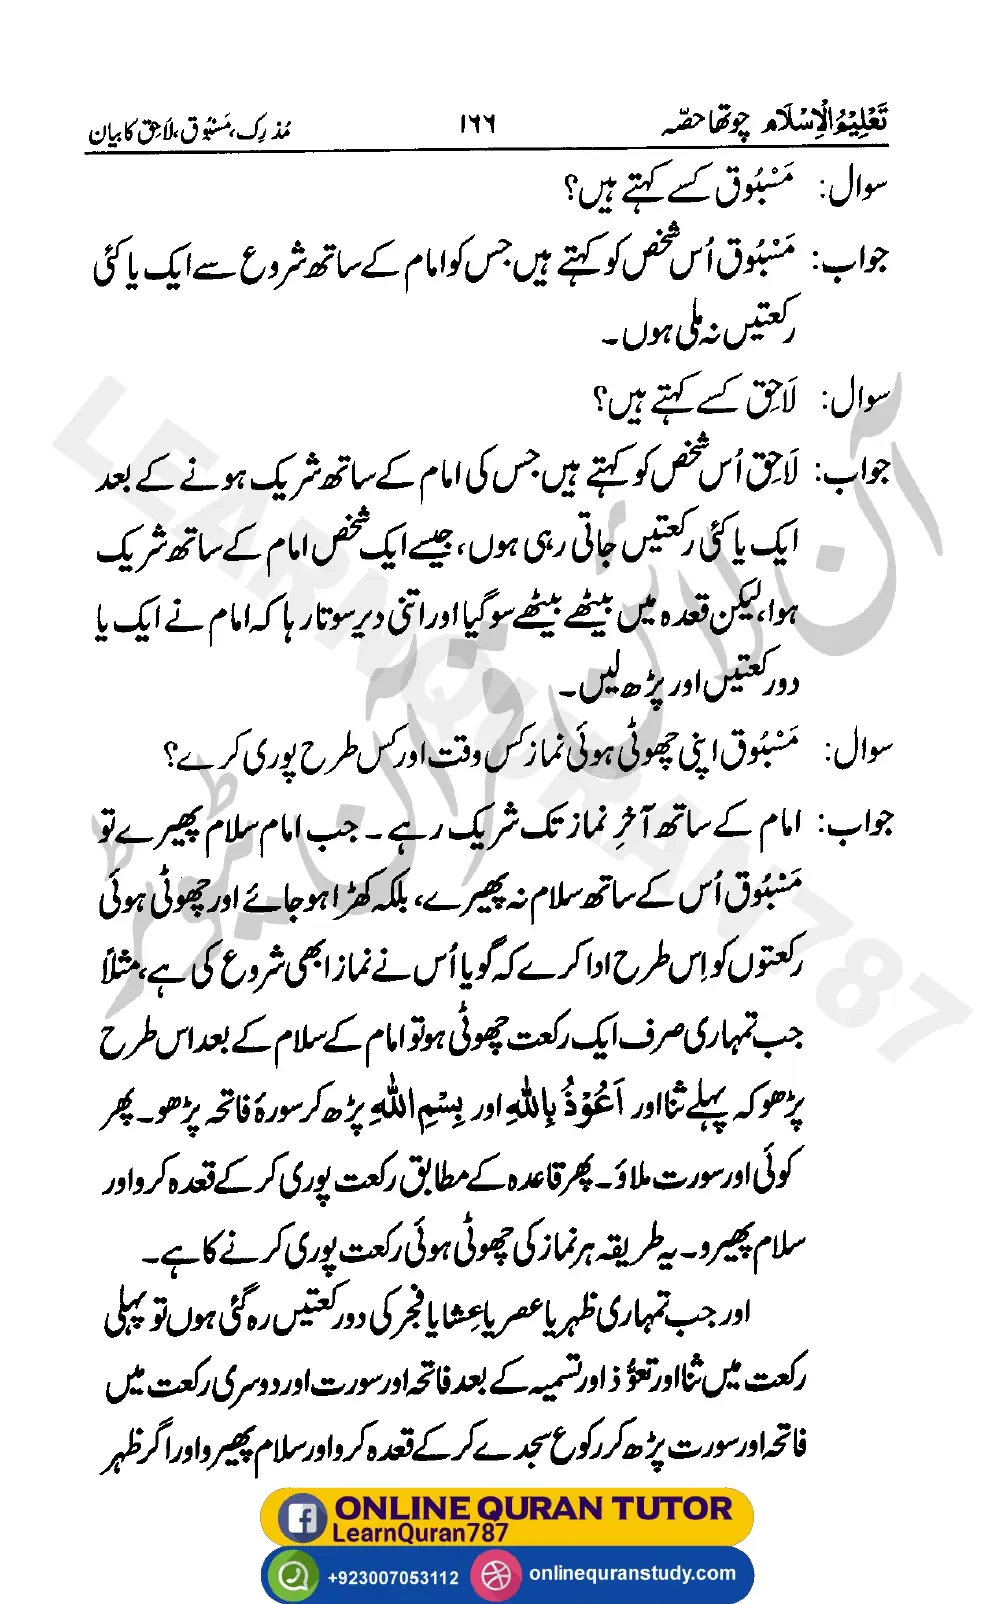 تَعْلِیْمُ الْاِسْلَام چوتھا حصّہ ۱۶۶ مُدْرِک، مَسْبُوق، لَاحِق کا بیان
سوال: مَسْبُوق کسے کہتے ہیں؟
جواب: مَسْبُوق اُس شخص کو کہتے ہیں جس کو امام کے ساتھ شروع سے ایک یا کئی
رکعتیں نہ ملی ہوں۔
سوال: لَاحِق کسے کہتے ہیں؟
جواب: لَاحِق اُس شخص کو کہتے ہیں جس کی امام کے ساتھ شریک ہونے کے بعد
ایک یا کئی رکعتیں جاتی رہی ہوں، جیسے ایک شخص امام کے ساتھ شریک
ہوا، لیکن قعدہ میں بیٹھے بیٹھے سو گیا اور اتنی دیر سوتا رہا کہ امام نے ایک یا
دو رکعتیں اور پڑھ لیں۔
سوال: مَسْبُوق اپنی چھوٹی ہوئی نماز کس وقت اور کس طرح پوری کرے؟
جواب: امام کے ساتھ آخرِ نماز تک شریک رہے۔ جب امام سلام پھیرے تو
مَسْبُوق اُس کے ساتھ سلام نہ پھیرے، بلکہ کھڑا ہو جائے اور چھوٹی ہوئی
رکعتوں کو اِس طرح ادا کرے کہ گویا اُس نے نماز ابھی شروع کی ہے، مثلاً
جب تمہاری صرف ایک رکعت چھوٹی ہو تو امام کے سلام کے بعد اس طرح
پڑھو کہ پہلے ثنا اور اَعُوْذُ بِاللّٰہِ اور بِسْمِ اللّٰہِ پڑھ کر سورۂ فاتحہ پڑھو۔ پھر
کوئی اور سورت ملاؤ۔ پھر قاعدہ کے مطابق رکعت پوری کر کے قعدہ کرو اور
سلام پھیرو۔ یہ طریقہ ہر نماز کی چھوٹی ہوئی رکعت پوری کرنے کا ہے۔
اور جب تمہاری ظہر یا عصر یا عِشا یا فجر کی دو رکعتیں رہ گئی ہوں تو پہلی
رکعت میں ثنا اور تعوُّذ اور تسمیہ کے بعد فاتحہ اور سورت اور دوسری رکعت میں
فاتحہ اور سورت پڑھ کر رکوع سجدے کر کے قعدہ کرو اور سلام پھیرو اور اگر ظہر
آن لائن قرآن ٹیوٹر
LEARNQURAN787
ONLINE QURAN TUTOR
LearnQuran787
+923007053112 onlinequranstudy.com